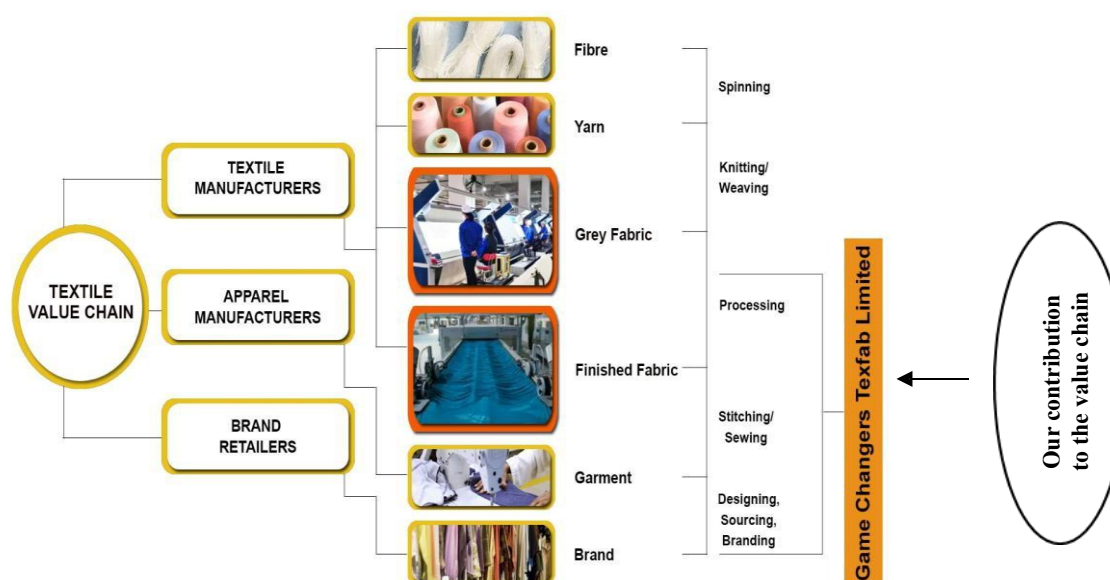 TEXTILE
VALUE CHAIN
TEXTILE
MANUFACTURERS
APPAREL
MANUFACTURERS
BRAND
RETAILERS
Fibre
Yarn
Grey Fabric
Finished Fabric
Garment
Brand
Spinning
Knitting/
Weaving
Processing
Stitching/
Sewing
Designing,
Sourcing,
Branding
Game Changers Texfab Limited
Our contribution
to the value chain